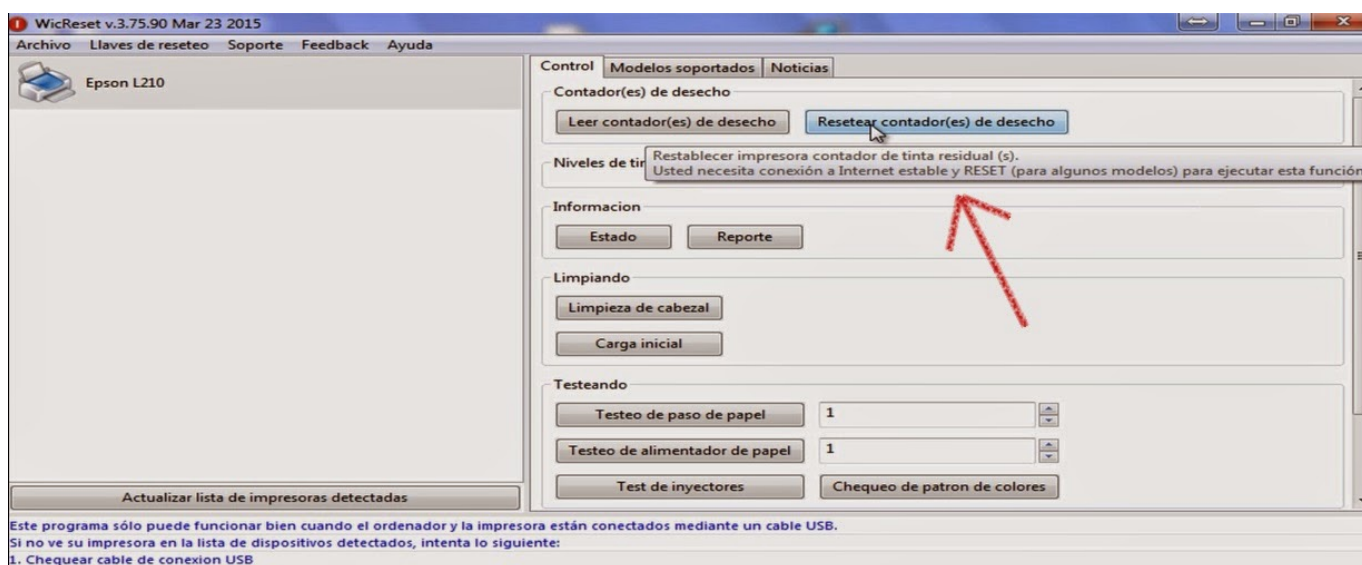 WicReset v.3.75.90 Mar 23 2015
Archivo Llaves de reseteo Soporte Feedback Ayuda
Epson L210
Control Modelos soportados Noticias
Contador(es) de desecho
Leer contador(es) de desecho Resetear contador(es) de desecho
Niveles de
Restablecer impresora contador de tinta residual (s).
Usted necesita conexión a Internet estable y RESET (para algunos modelos) para ejecutar esta función
Informacion
Estado Reporte
Limpiando
Limpieza de cabezal
Carga inicial
Testeando
Testeo de paso de papel 1
Testeo de alimentador de papel 1
Test de inyectores Chequeo de patron de colores
Actualizar lista de impresoras detectadas
Este programa sólo puede funcionar bien cuando el ordenador y la impresora están conectados mediante un cable USB.
Si no ve su impresora en la lista de dispositivos detectados, intenta lo siguiente:
1. Chequear cable de conexion USB